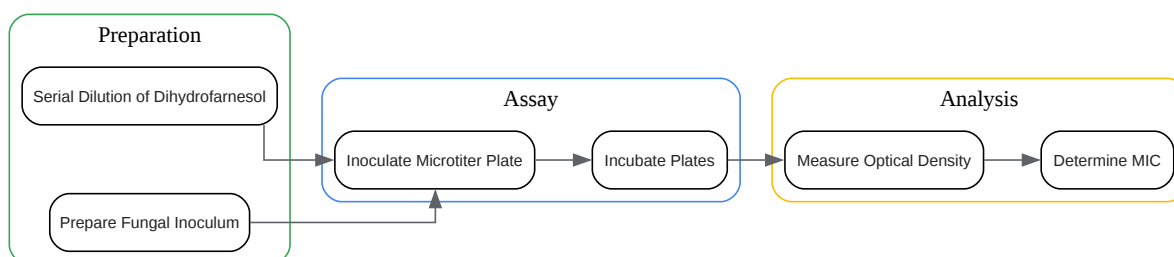 Preparation
Serial Dilution of Dihydrofarnesol
Prepare Fungal Inoculum
Assay
Inoculate Microtiter Plate
Incubate Plates
Analysis
Measure Optical Density
Determine MIC